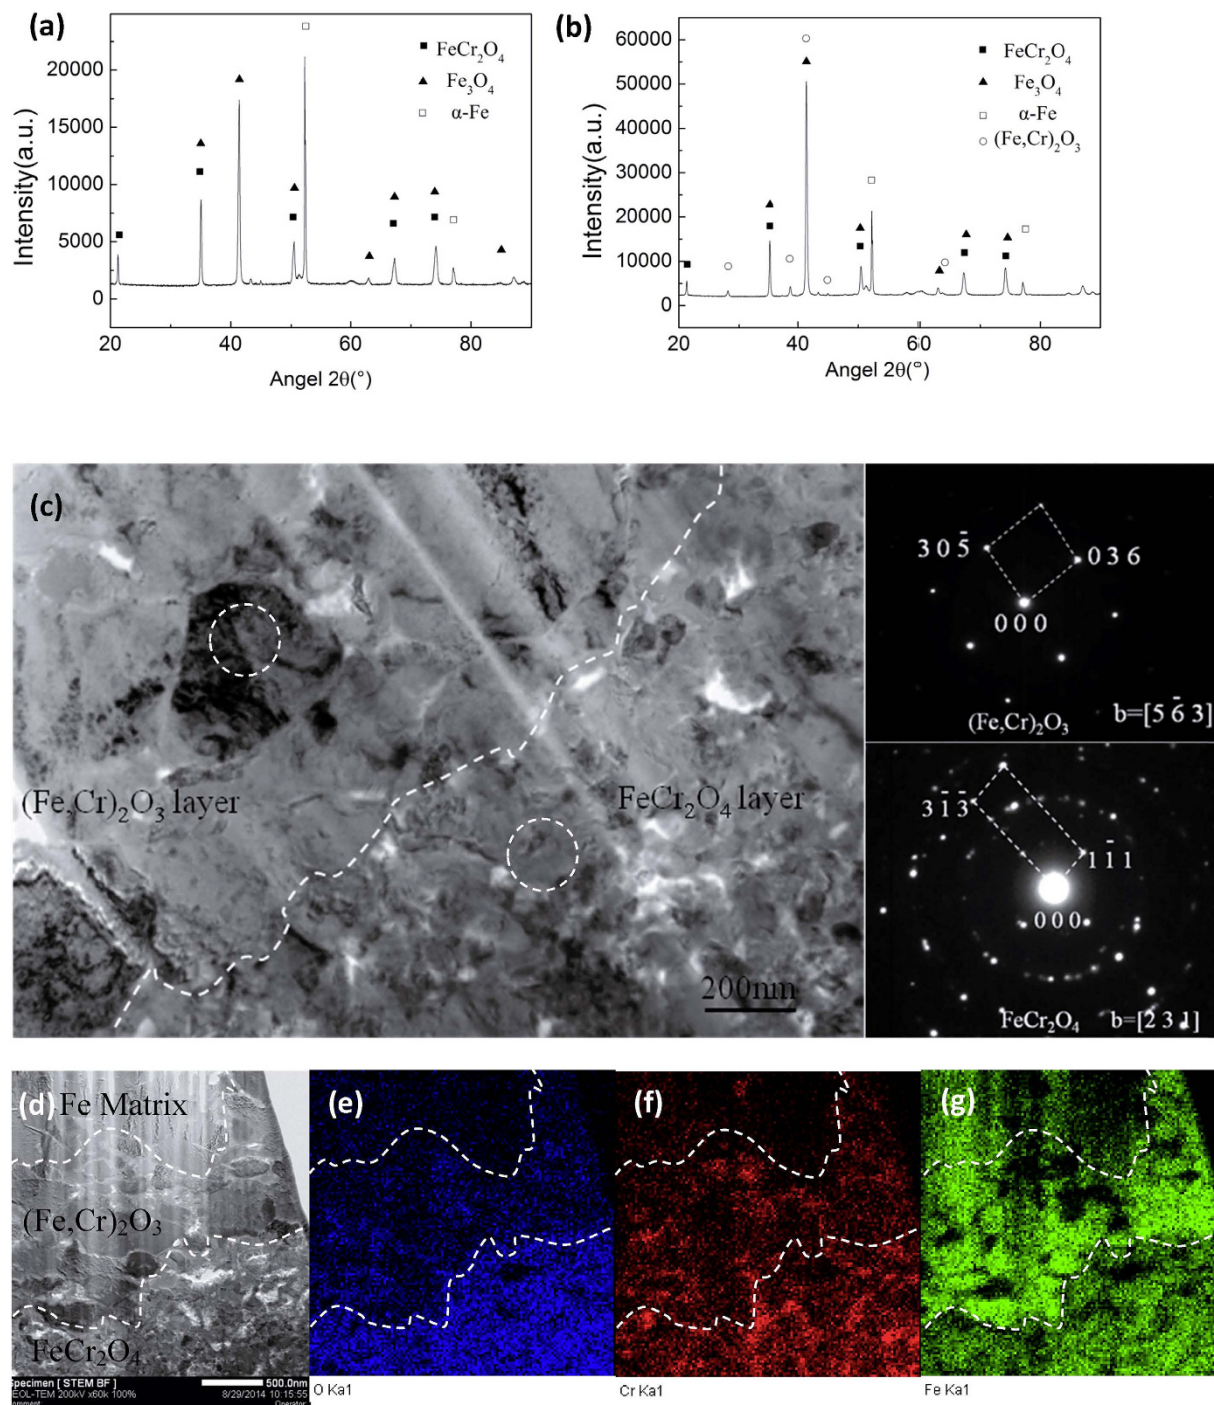 (a)
FeCr₂O₄
Fe₃O₄
α-Fe
Intensity(a.u.)
20000
15000
10000
5000
0
20 40 60 80
Angel 2θ(°)
(b)
FeCr₂O₄
Fe₃O₄
α-Fe
(Fe,Cr)₂O₃
Intensity(a.u.)
60000
50000
40000
30000
20000
10000
0
20 40 60 80
Angel 2θ(°)
(c)
(Fe,Cr)₂O₃ layer
FeCr₂O₄ layer
200nm
3 0 5̄
0 3 6
0 0 0
(Fe,Cr)₂O₃
b=[5 6̄ 3]
3 1̄ 3̄
1 1̄ 1
0 0 0
FeCr₂O₄
b=[2 3 1]
(d) Fe Matrix
(Fe,Cr)₂O₃
FeCr₂O₄
Specimen [ STEM BF ] 500.0nm
JEOL-TEM 200kV x60k 100% 8/29/2014 10:15:55
(e)
O Ka1
(f)
Cr Ka1
(g)
Fe Ka1